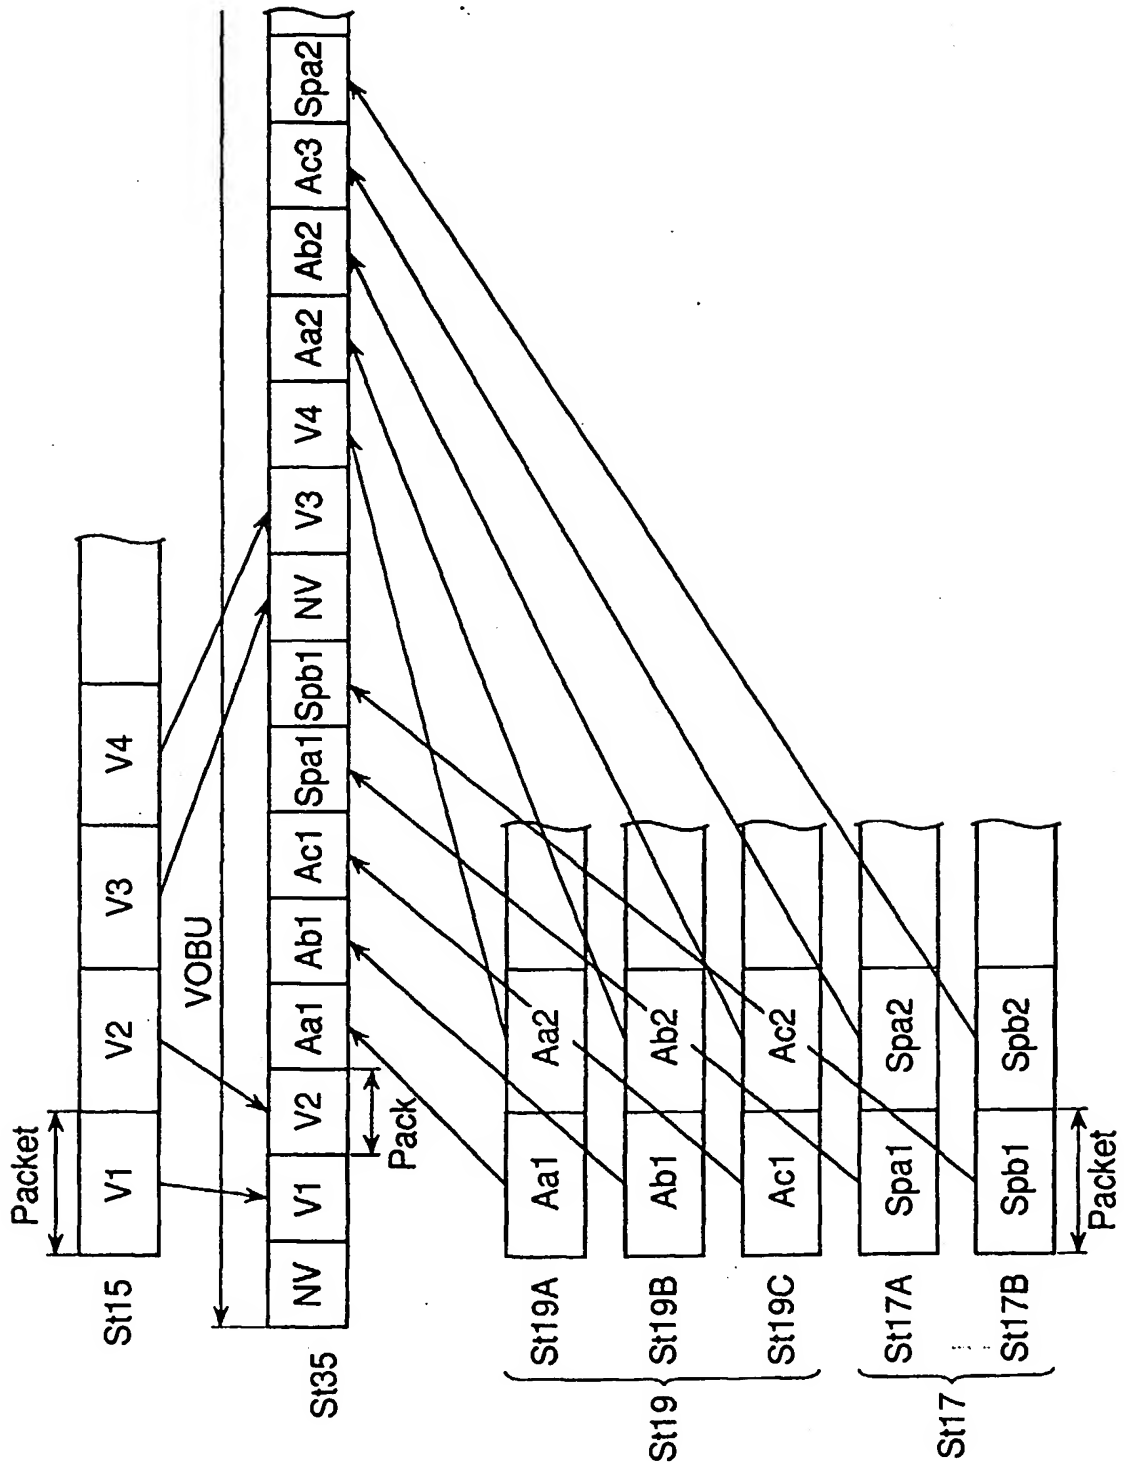 Packet
St15
V1
V2
V3
V4
VOBU
St35
NV
V1
V2
Aa1
Ab1
Ac1
Spa1
Spb1
NV
V3
V4
Aa2
Ab2
Ac3
Spa2
Pack
St19
St19A
Aa1
Aa2
St19B
Ab1
Ab2
St19C
Ac1
Ac2
St17
St17A
Spa1
Spa2
St17B
Spb1
Spb2
Packet